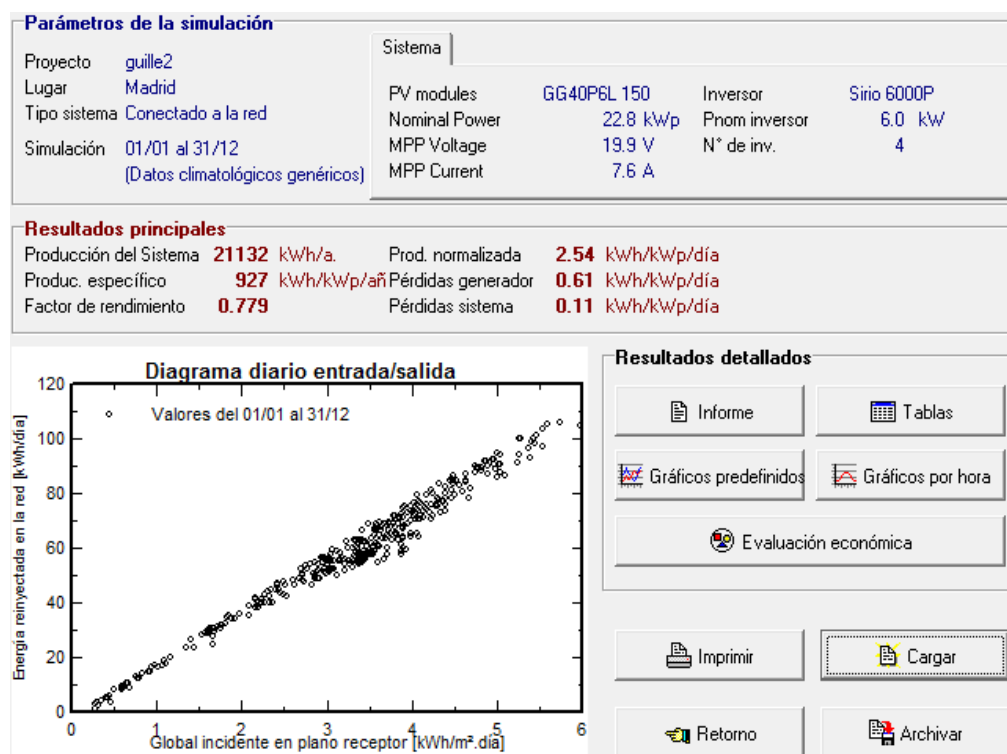 Parámetros de la simulación
Proyecto guille2
Lugar Madrid
Tipo sistema Conectado a la red
Simulación 01/01 al 31/12
(Datos climatológicos genéricos)
Sistema
PV modules GG40P6L 150 Inversor Sirio 6000P
Nominal Power 22.8 kWp Pnom inversor 6.0 kW
MPP Voltage 19.9 V N° de inv. 4
MPP Current 7.6 A
Resultados principales
Producción del Sistema 21132 kWh/a. Prod. normalizada 2.54 kWh/kWp/día
Produc. específico 927 kWh/kWp/añ Pérdidas generador 0.61 kWh/kWp/día
Factor de rendimiento 0.779 Pérdidas sistema 0.11 kWh/kWp/día
Diagrama diario entrada/salida
Valores del 01/01 al 31/12
Energía reinyectada en la red [kWh/día]
120
100
80
60
40
20
0
0 1 2 3 4 5 6
Global incidente en plano receptor [kWh/m².día]
Resultados detallados
Informe Tablas
Gráficos predefinidos Gráficos por hora
Evaluación económica
Imprimir Cargar
Retorno Archivar